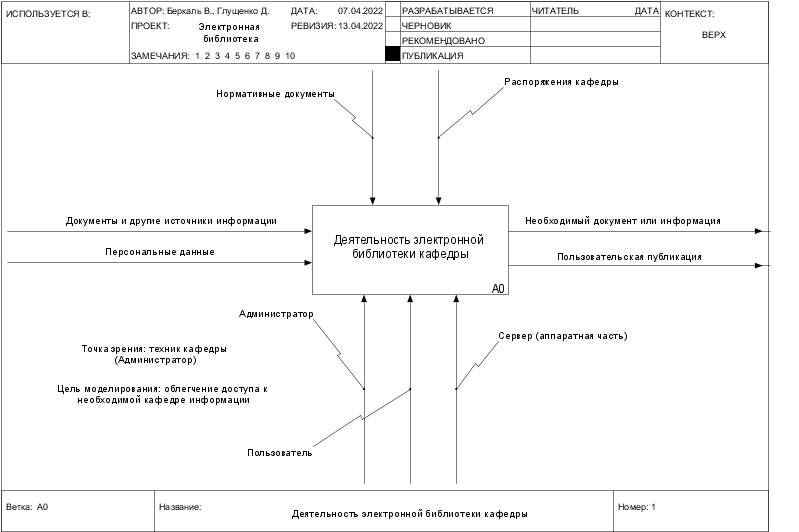 ИСПОЛЬЗУЕТСЯ В:
АВТОР: Беркаль В., Глущенко Д.
ДАТА: 07.04.2022
ПРОЕКТ: Электронная
библиотека
РЕВИЗИЯ: 13.04.2022
ЗАМЕЧАНИЯ: 1 2 3 4 5 6 7 8 9 10
РАЗРАБАТЫВАЕТСЯ
ЧЕРНОВИК
РЕКОМЕНДОВАНО
ПУБЛИКАЦИЯ
ЧИТАТЕЛЬ ДАТА
КОНТЕКСТ:
ВЕРХ
Нормативные документы
Распоряжения кафедры
Документы и другие источники информации
Персональные данные
Деятельность электронной
библиотеки кафедры
A0
Необходимый документ или информация
Пользовательская публикация
Администратор
Сервер (аппаратная часть)
Точка зрения: техник кафедры
(Администратор)
Цель моделирования: облегчение доступа к
необходимой кафедре информации
Пользователь
Ветка: A0
Название:
Деятельность электронной библиотеки кафедры
Номер: 1